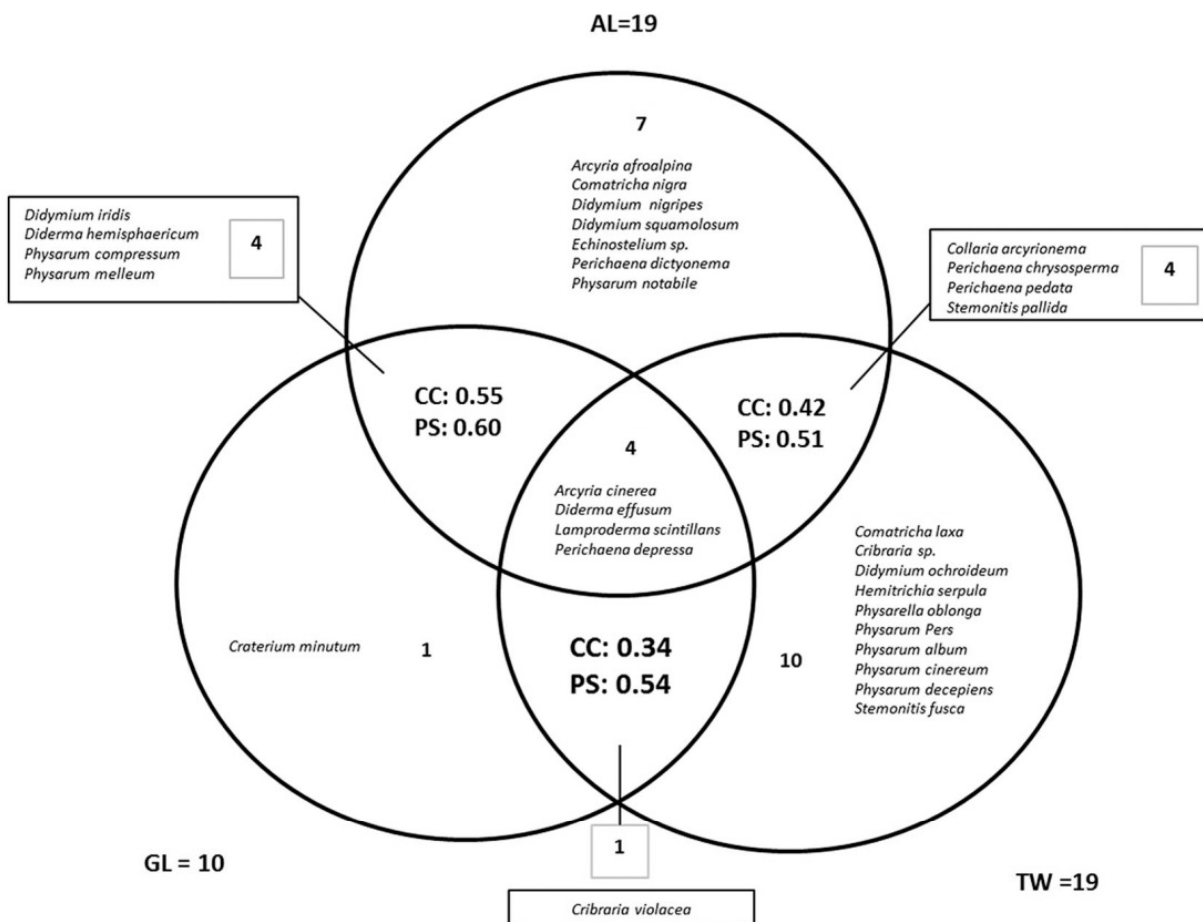 AL=19
7
Arcyria afroalpina
Comatricha nigra
Didymium nigripes
Didymium squamolosum
Echinostelium sp.
Perichaena dictyonema
Physarum notabile
Didymium iridis
Diderma hemisphaericum
Physarum compressum
Physarum melleum
4
Collaria arcyrionema
Perichaena chrysosperma
Perichaena pedata
Stemonitis pallida
4
CC: 0.55
PS: 0.60
CC: 0.42
PS: 0.51
4
Arcyria cinerea
Diderma effusum
Lamproderma scintillans
Perichaena depressa
Craterium minutum
1
CC: 0.34
PS: 0.54
10
Comatricha laxa
Cribraria sp.
Didymium ochroideum
Hemitrichia serpula
Physarella oblonga
Physarum Pers
Physarum album
Physarum cinereum
Physarum decepiens
Stemonitis fusca
1
Cribraria violacea
GL = 10
TW =19